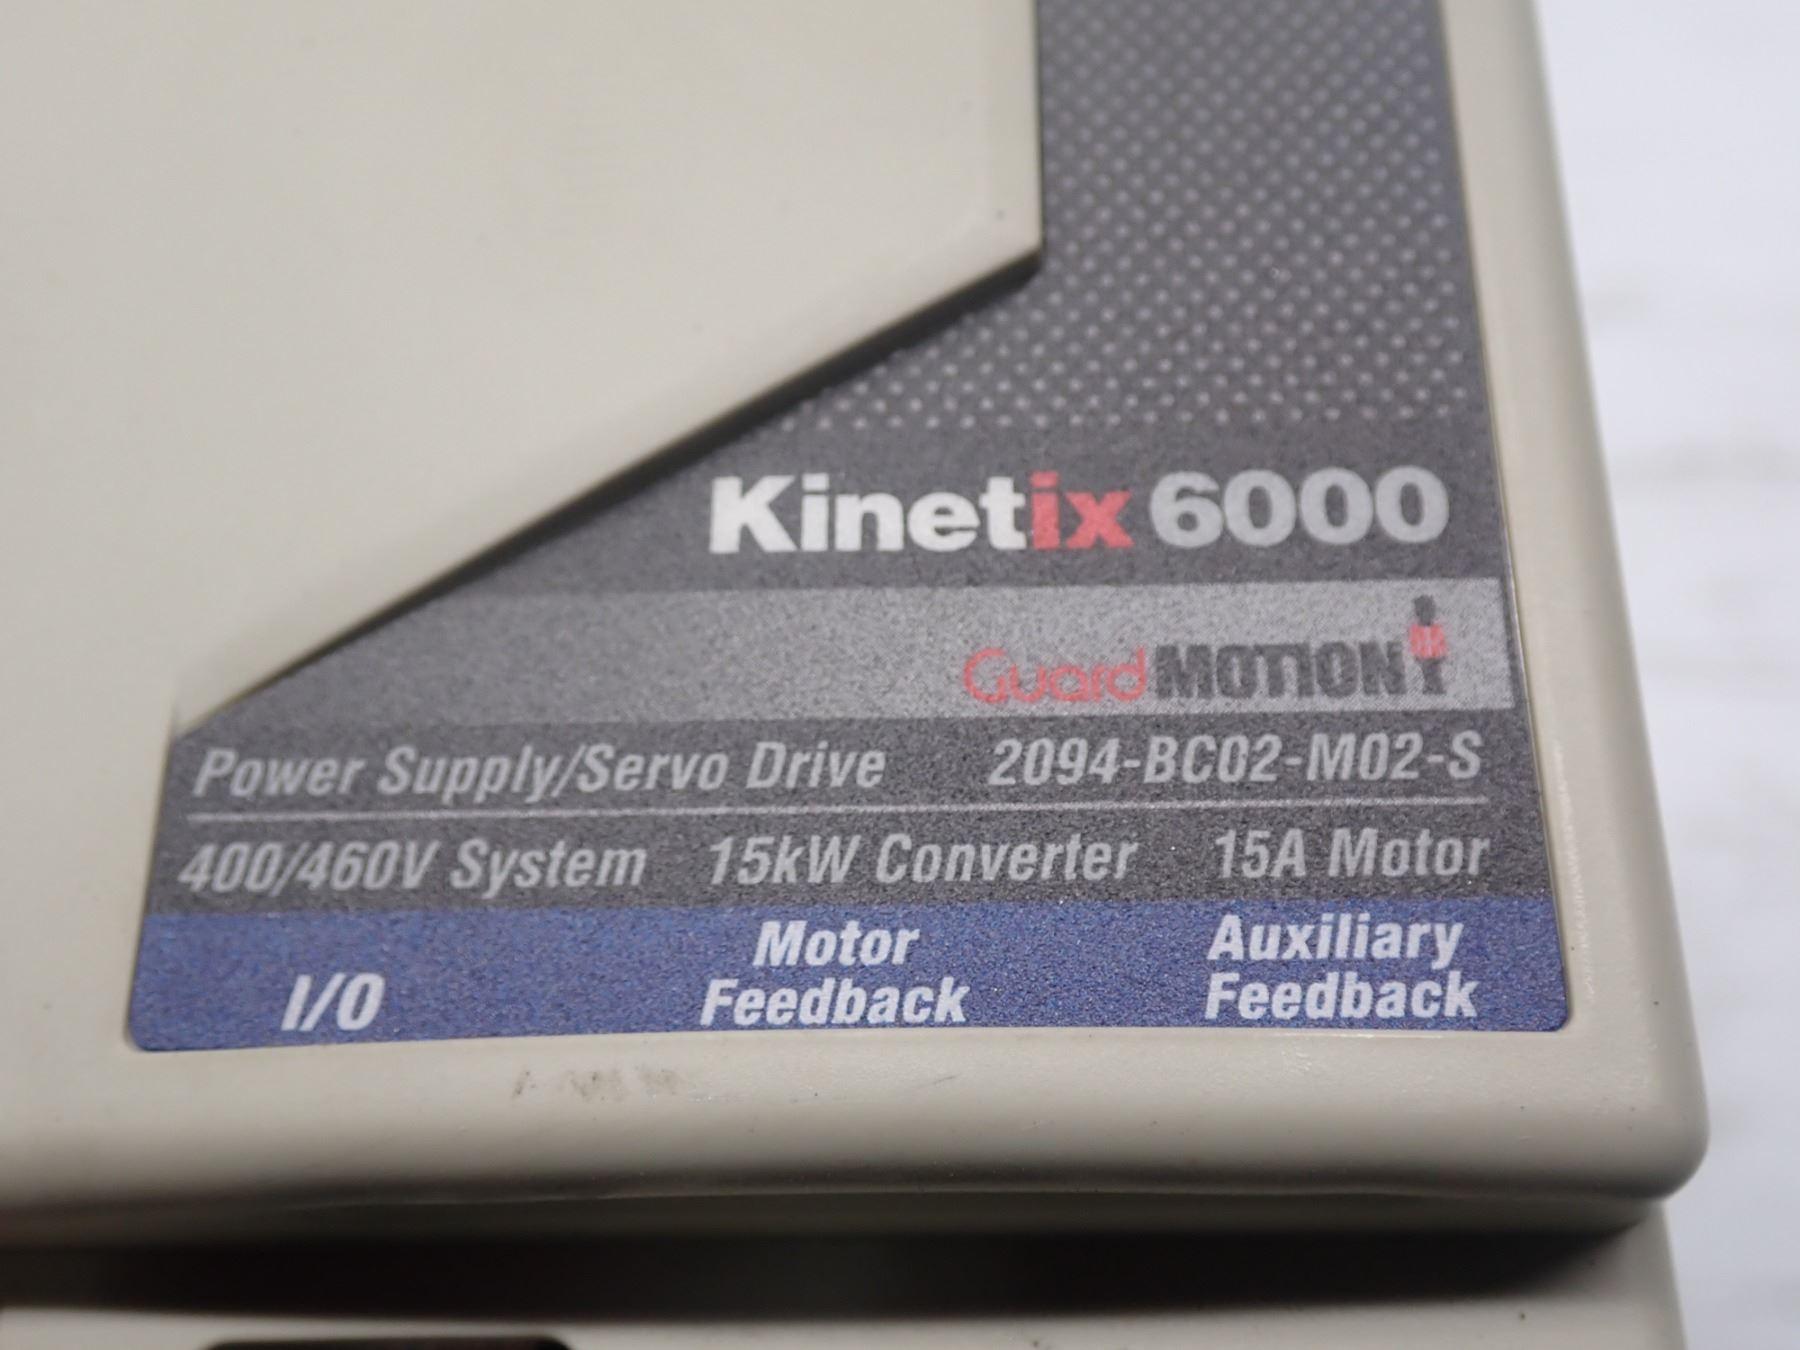 Kinetix 6000
GuardMOTION
Power Supply/Servo Drive 2094-BC02-M02-S
400/460V System 15kW Converter 15A Motor
I/O
Motor
Feedback
Auxiliary
Feedback